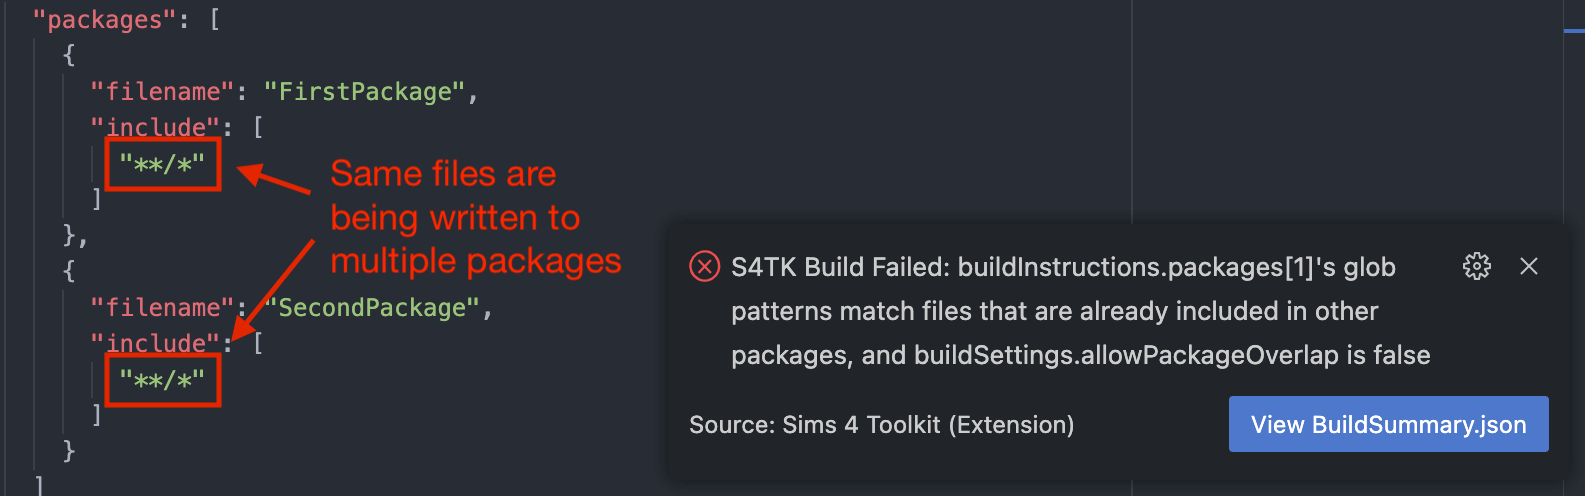 "packages": [
{
"filename": "FirstPackage",
"include": [
"**/*"
]
},
{
"filename": "SecondPackage",
"include": [
"**/*"
]
}
]
Same files are
being written to
multiple packages
S4TK Build Failed: buildInstructions.packages[1]'s glob
patterns match files that are already included in other
packages, and buildSettings.allowPackageOverlap is false
Source: Sims 4 Toolkit (Extension)
View BuildSummary.json